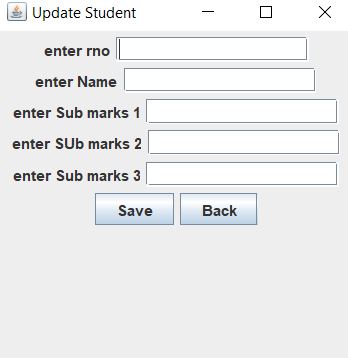 Update Student
enter rno
enter Name
enter Sub marks 1
enter SUb marks 2
enter Sub marks 3
Save Back